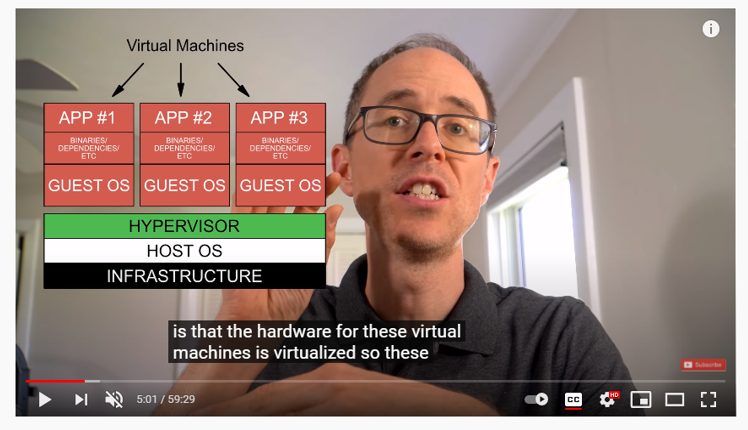 Virtual Machines
APP #1
APP #2
APP #3
BINARIES/
DEPENDENCIES/
ETC
BINARIES/
DEPENDENCIES/
ETC
BINARIES/
DEPENDENCIES/
ETC
GUEST OS
GUEST OS
GUEST OS
HYPERVISOR
HOST OS
INFRASTRUCTURE
is that the hardware for these virtual
machines is virtualized so these
Subscribe
5:01 / 59:29
CC
HD